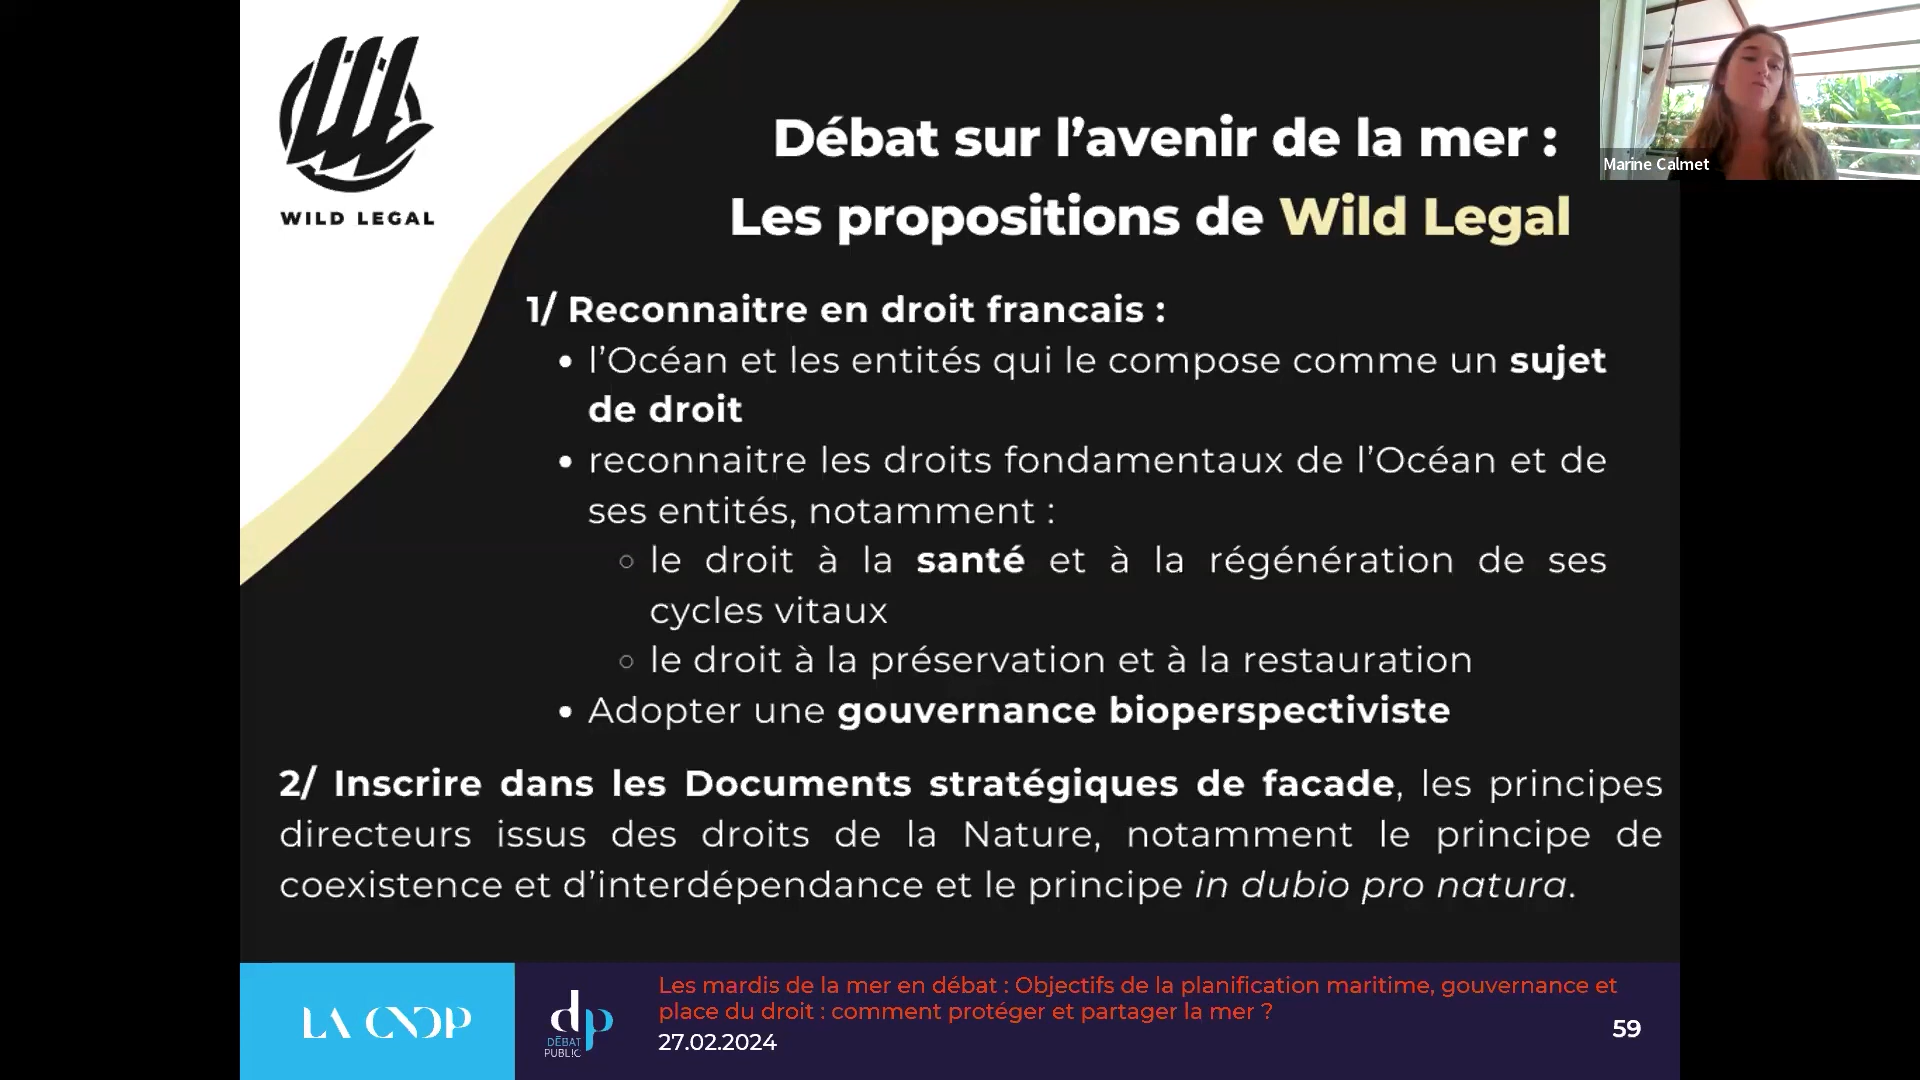 WILD LEGAL
Débat sur l’avenir de la mer :
Les propositions de Wild Legal
Marine Calmet
1/ Reconnaitre en droit francais :
• l’Océan et les entités qui le compose comme un sujet
de droit
• reconnaitre les droits fondamentaux de l’Océan et de
ses entités, notamment :
○ le droit à la santé et à la régénération de ses
cycles vitaux
○ le droit à la préservation et à la restauration
• Adopter une gouvernance bioperspectiviste
2/ Inscrire dans les Documents stratégiques de facade, les principes
directeurs issus des droits de la Nature, notamment le principe de
coexistence et d’interdépendance et le principe in dubio pro natura.
LA CNDP
dp
DÉBAT
PUBLIC
Les mardis de la mer en débat : Objectifs de la planification maritime, gouvernance et
place du droit : comment protéger et partager la mer ?
27.02.2024
59